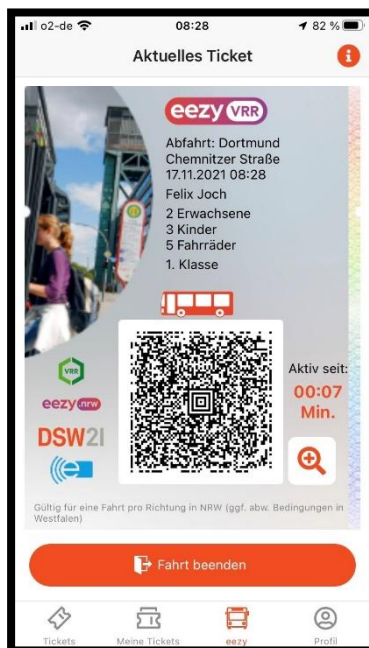 o2-de 08:28 82 %
Aktuelles Ticket
i
eezy VRR
Abfahrt: Dortmund
Chemnitzer Straße
17.11.2021 08:28
Felix Joch
2 Erwachsene
3 Kinder
5 Fahrräder
1. Klasse
VRR
eezy.nrw
DSW21
Aktiv seit:
00:07
Min.
Gültig für eine Fahrt pro Richtung in NRW (ggf. abw. Bedingungen in
Westfalen)
Fahrt beenden
Tickets Meine Tickets eezy Profil